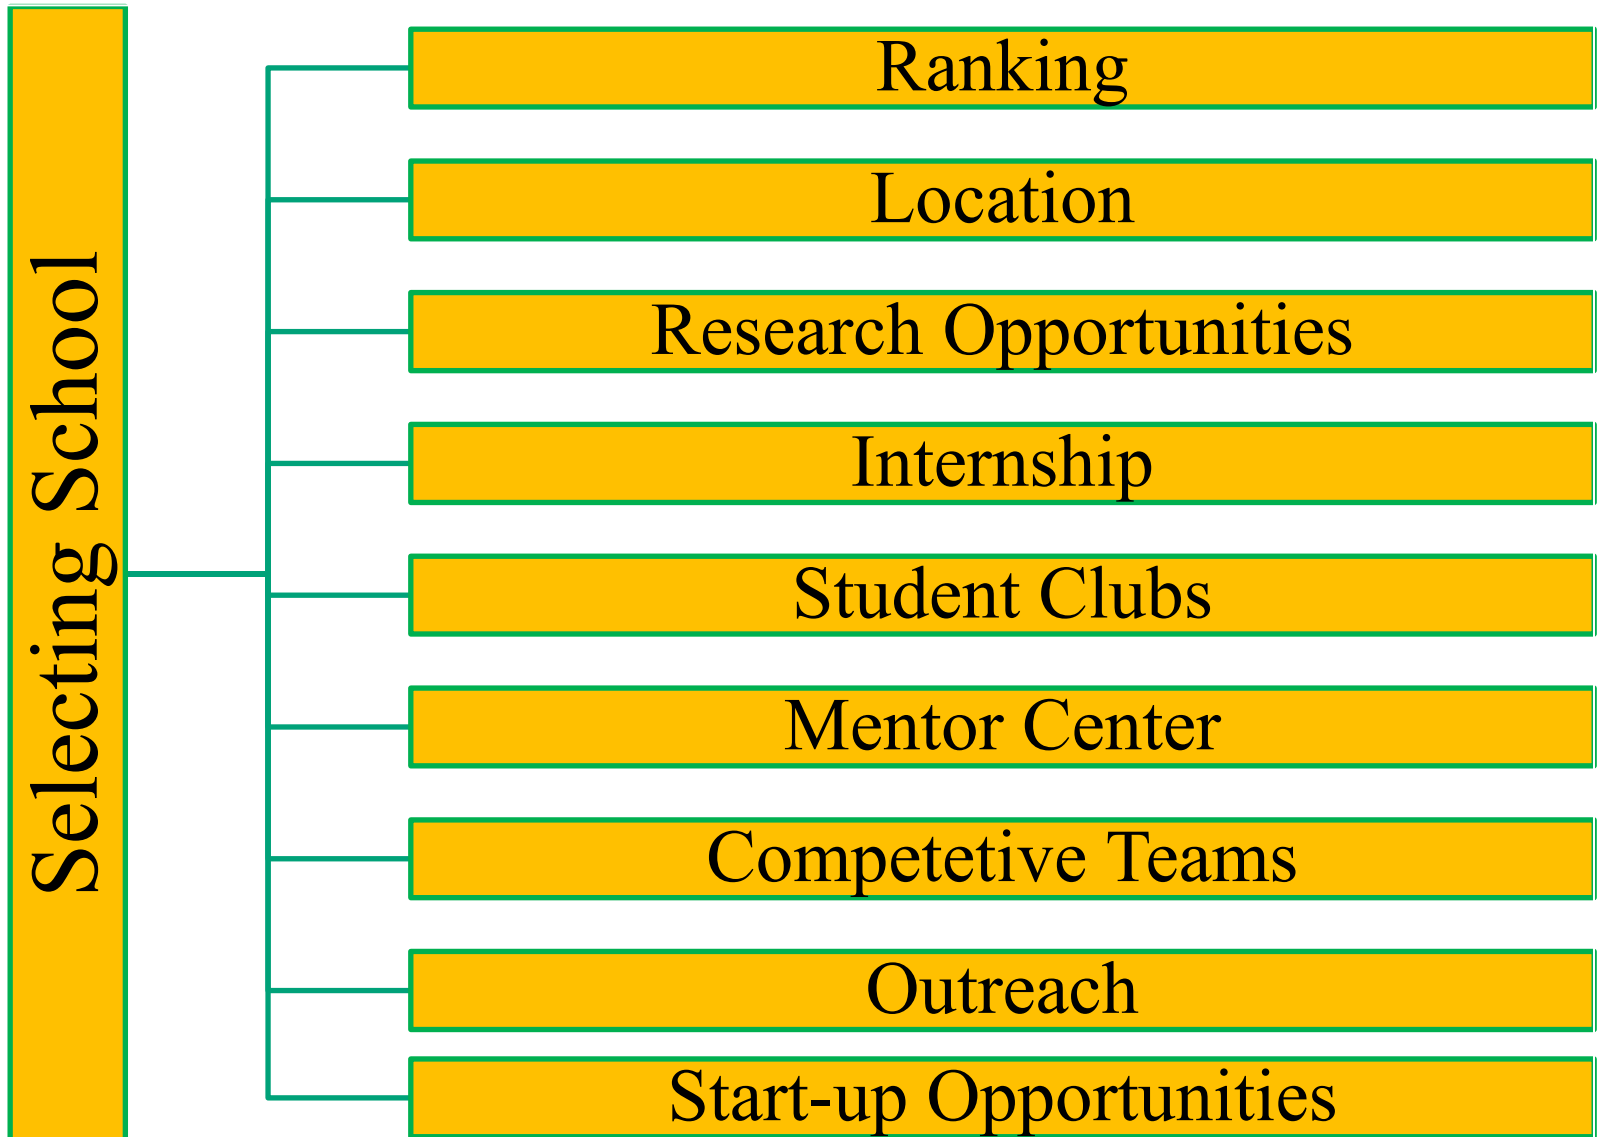 Selecting School
Ranking
Location
Research Opportunities
Internship
Student Clubs
Mentor Center
Competetive Teams
Outreach
Start-up Opportunities